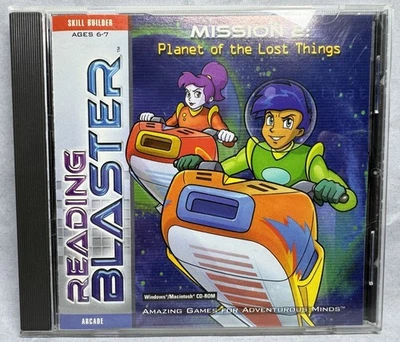 SKILL BUILDER
AGES 6-7
MISSION 2:
Planet of the Lost Things
READING
BLASTER™
Windows®/Macintosh® CD-ROM
AMAZING GAMES FOR ADVENTUROUS MINDS™
ARCADE